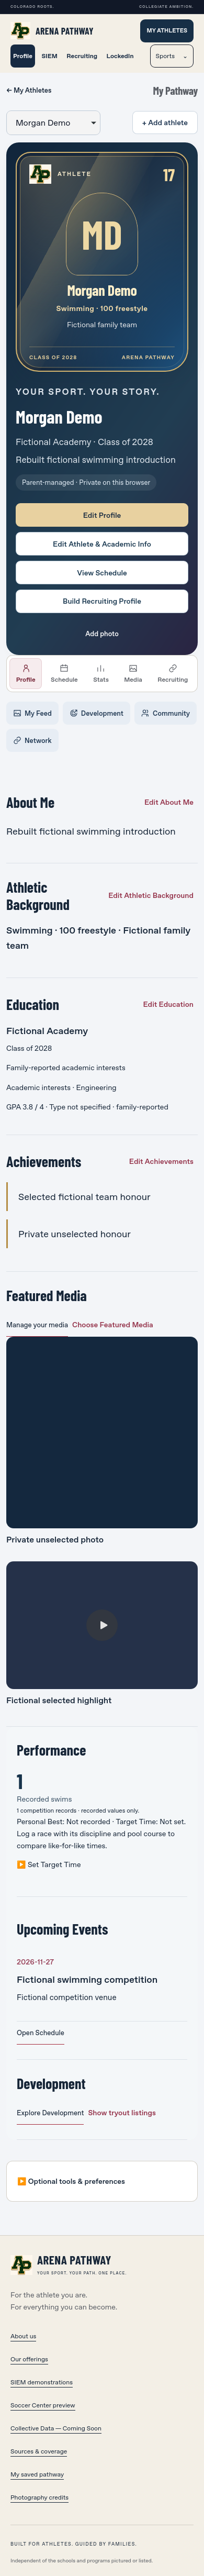 COLORADO ROOTS.
COLLEGIATE AMBITION.
AP
ARENA PATHWAY
MY ATHLETES
Profile
SIEM
Recruiting
LockedIn
Sports
← My Athletes
My Pathway
Morgan Demo
+ Add athlete
AP
ATHLETE
17
MD
Morgan Demo
Swimming · 100 freestyle
Fictional family team
CLASS OF 2028
ARENA PATHWAY
YOUR SPORT. YOUR STORY.
Morgan Demo
Fictional Academy · Class of 2028
Rebuilt fictional swimming introduction
Parent-managed · Private on this browser
Edit Profile
Edit Athlete & Academic Info
View Schedule
Build Recruiting Profile
Add photo
Profile
Schedule
Stats
Media
Recruiting
My Feed
Development
Community
Network
About Me
Edit About Me
Rebuilt fictional swimming introduction
Athletic
Background
Edit Athletic Background
Swimming · 100 freestyle · Fictional family
team
Education
Edit Education
Fictional Academy
Class of 2028
Family-reported academic interests
Academic interests · Engineering
GPA 3.8 / 4 · Type not specified · family-reported
Achievements
Edit Achievements
Selected fictional team honour
Private unselected honour
Featured Media
Manage your media
Choose Featured Media
Private unselected photo
Fictional selected highlight
Performance
1
Recorded swims
1 competition records · recorded values only.
Personal Best: Not recorded · Target Time: Not set.
Log a race with its discipline and pool course to
compare like-for-like times.
Set Target Time
Upcoming Events
2026-11-27
Fictional swimming competition
Fictional competition venue
Open Schedule
Development
Explore Development
Show tryout listings
Optional tools & preferences
AP
ARENA PATHWAY
YOUR SPORT. YOUR PATH. ONE PLACE.
For the athlete you are.
For everything you can become.
About us
Our offerings
SIEM demonstrations
Soccer Center preview
Collective Data — Coming Soon
Sources & coverage
My saved pathway
Photography credits
BUILT FOR ATHLETES. GUIDED BY FAMILIES.
Independent of the schools and programs pictured or listed.